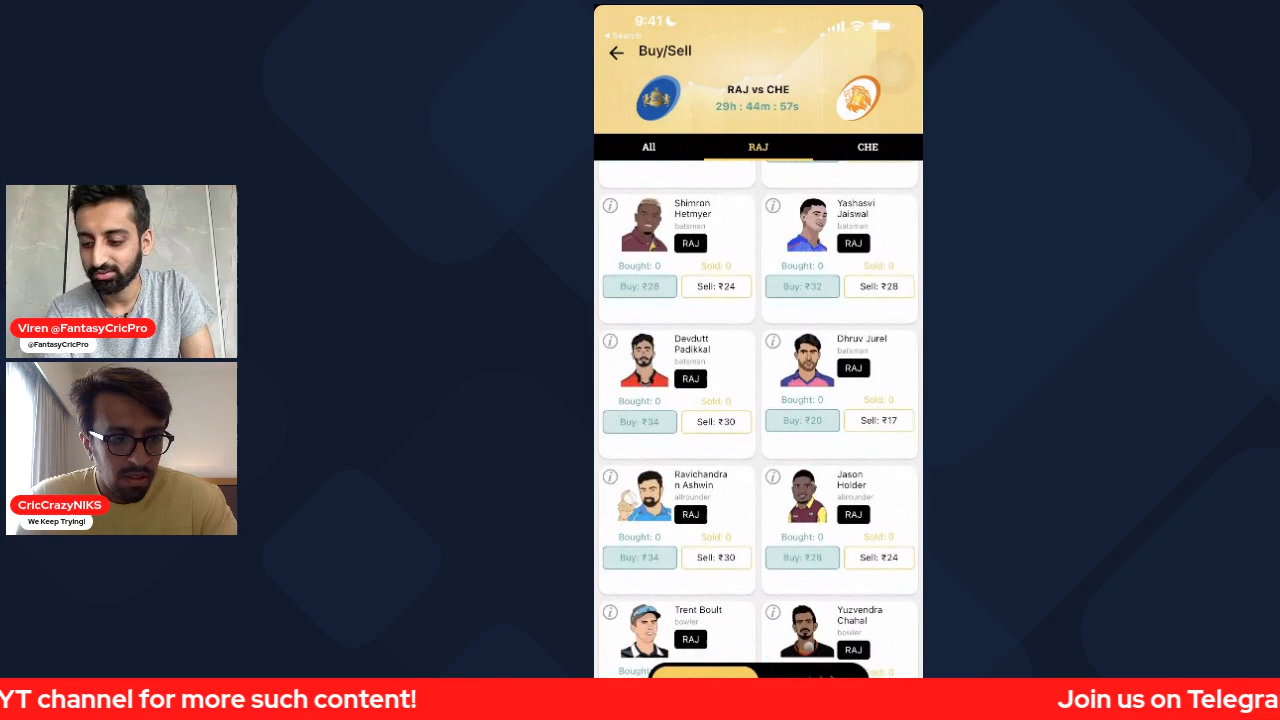 9:41
◂ Search
Buy/Sell
RAJ vs CHE
29h : 44m : 57s
All
RAJ
CHE
Shimron
Hetmyer
batsman
RAJ
Bought: 0
Sold: 0
Buy: ₹28
Sell: ₹24
Yashasvi
Jaiswal
batsman
RAJ
Bought: 0
Sold: 0
Buy: ₹32
Sell: ₹28
Devdutt
Padikkal
batsman
RAJ
Bought: 0
Sold: 0
Buy: ₹34
Sell: ₹30
Dhruv Jurel
batsman
RAJ
Bought: 0
Sold: 0
Buy: ₹20
Sell: ₹17
Ravichandra
n Ashwin
allrounder
RAJ
Bought: 0
Sold: 0
Buy: ₹34
Sell: ₹30
Jason
Holder
allrounder
RAJ
Bought: 0
Sold: 0
Buy: ₹28
Sell: ₹24
Trent Boult
bowler
RAJ
Bought
Yuzvendra
Chahal
bowler
RAJ
Viren @FantasyCricPro
@FantasyCricPro
CricCrazyNIKS
We Keep Trying!
YT channel for more such content!
Join us on Telegra